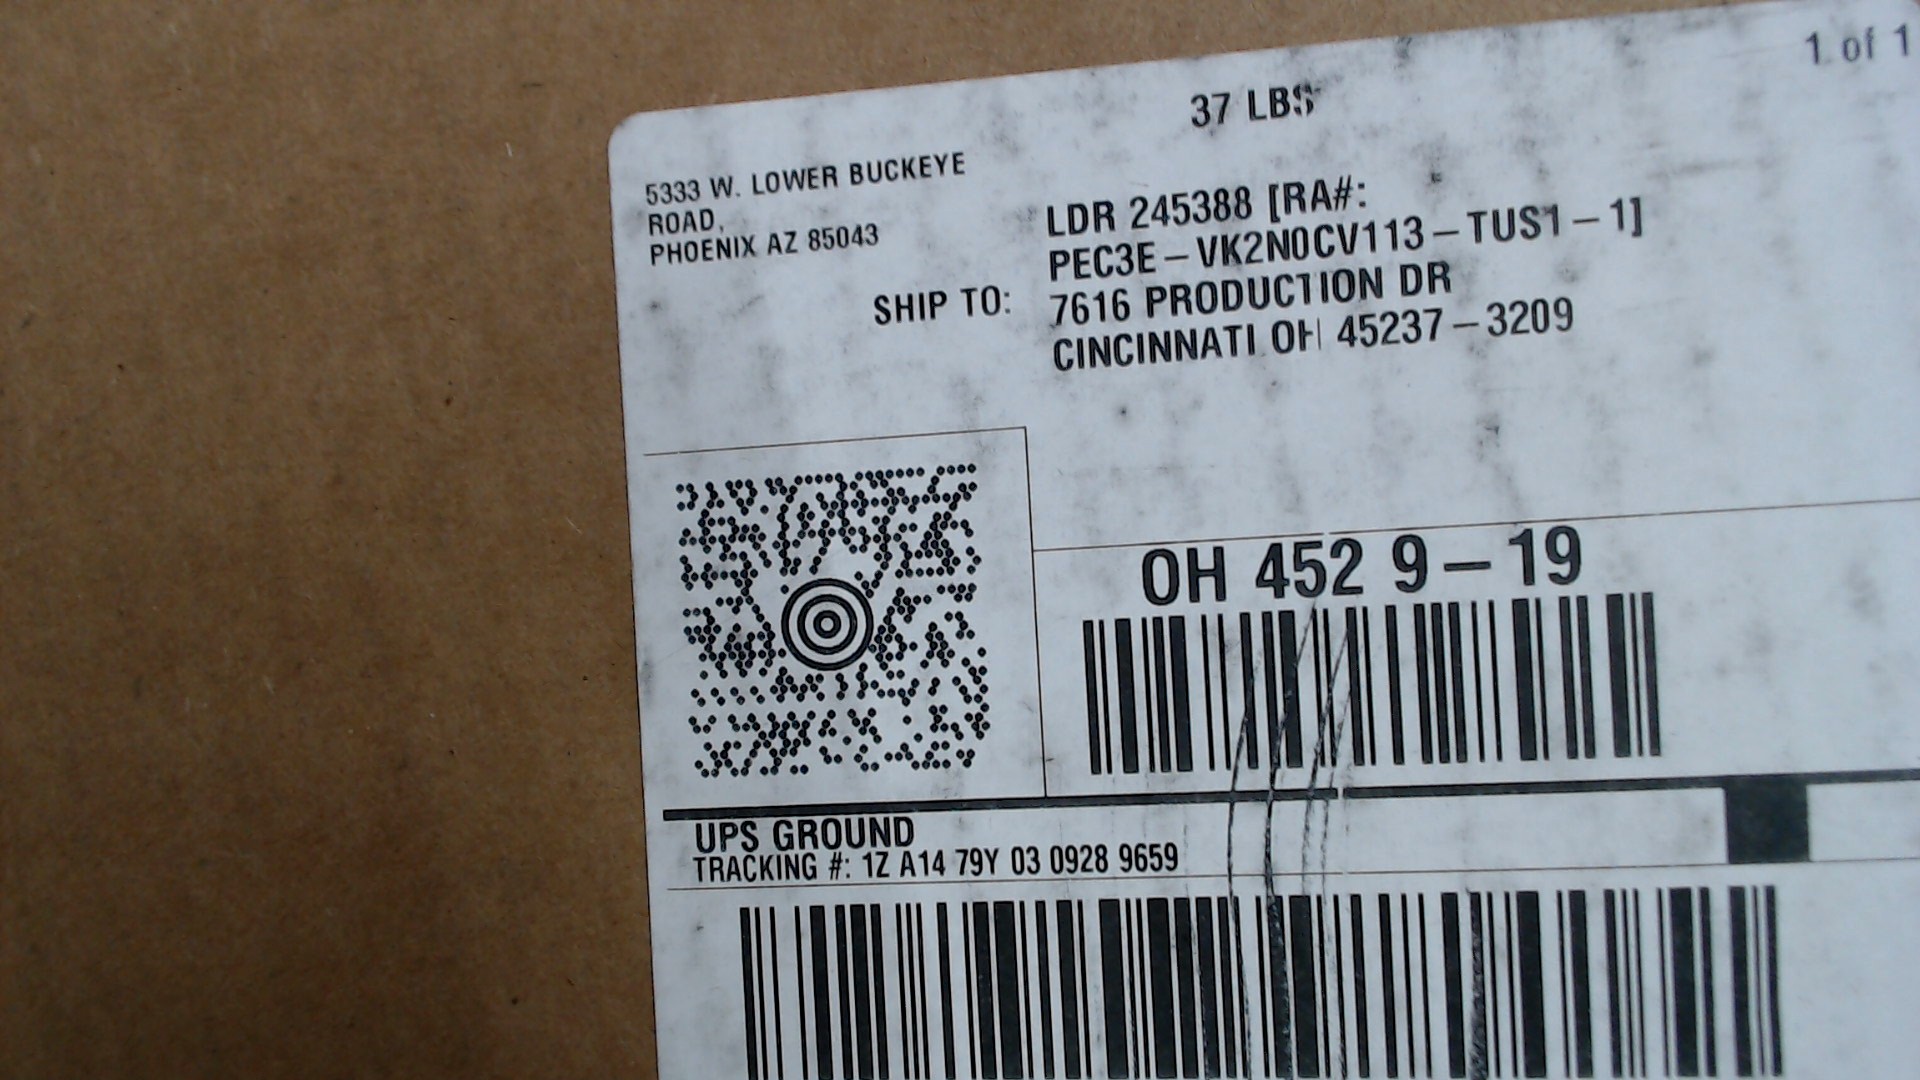 1 of 1
37 LBS
5333 W. LOWER BUCKEYE
ROAD,
PHOENIX AZ 85043
SHIP TO:
LDR 245388 [RA#:
PEC3E-VK2N0CV113-TUS1-1]
7616 PRODUCTION DR
CINCINNATI OH 45237-3209
OH 452 9-19
UPS GROUND
TRACKING #: 1Z A14 79Y 03 0928 9659